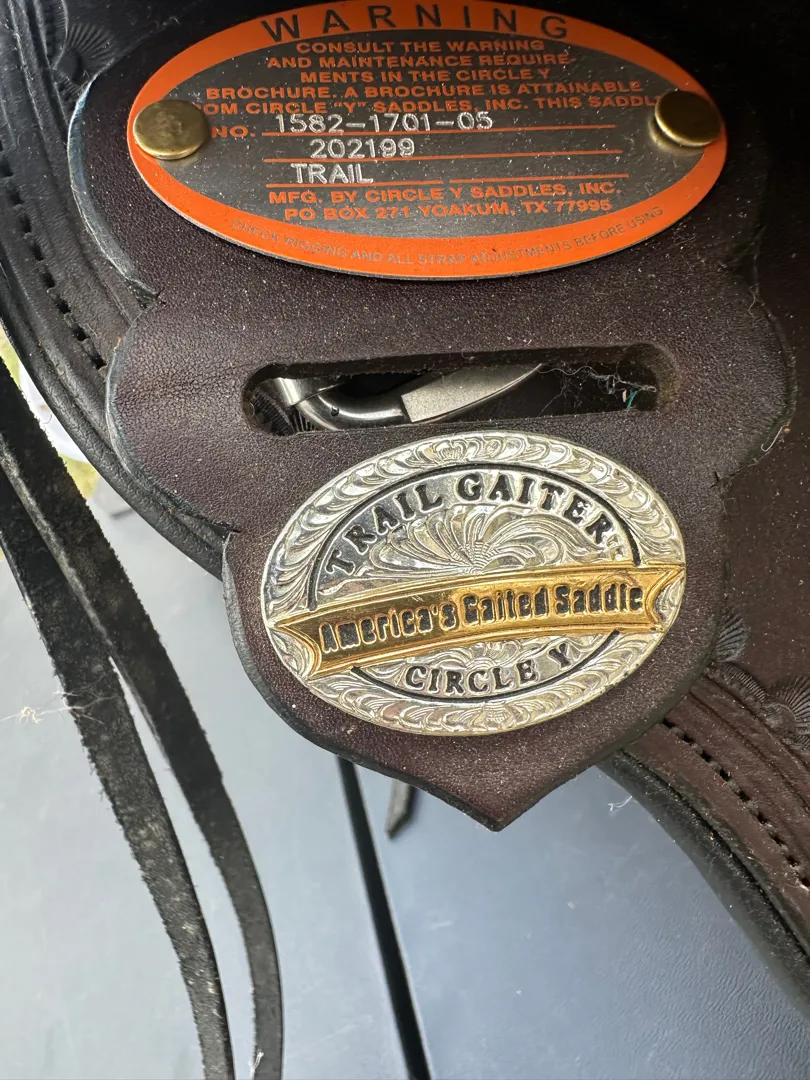 WARNING
CONSULT THE WARNING
AND MAINTENANCE REQUIRE-
MENTS IN THE CIRCLE Y
BROCHURE. A BROCHURE IS ATTAINABLE
OM CIRCLE "Y" SADDLES, INC. THIS SADDL
NO. 1582-1701-05
202199
TRAIL
MFG. BY CIRCLE Y SADDLES, INC.
PO BOX 271 YOAKUM, TX 77995
CHECK RIGGING AND ALL STRAP ADJUSTMENTS BEFORE USING
TRAIL GAITER
America's Gaited Saddle
CIRCLE Y